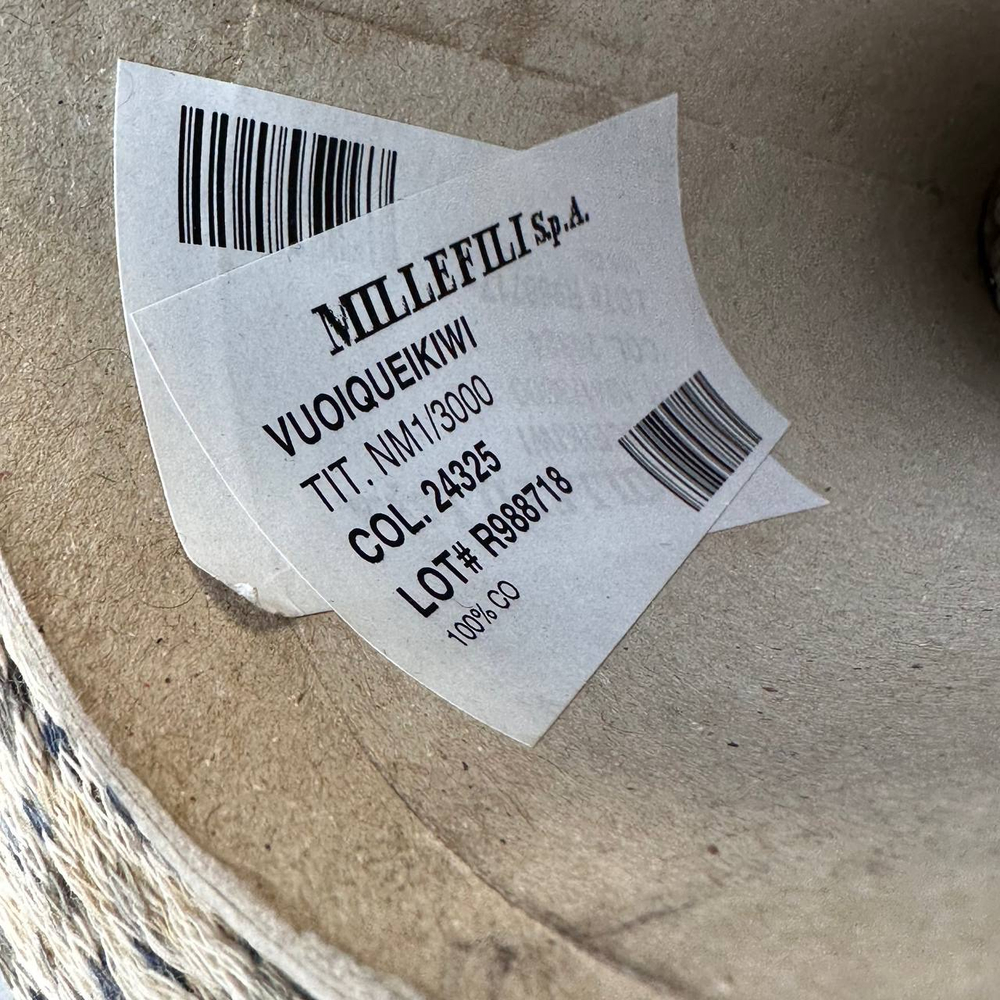 MILLEFILI S.p.A.
VUOIQUEIKIWI
TIT. NM1/3000
COL. 24325
LOT# R988718
100% CO